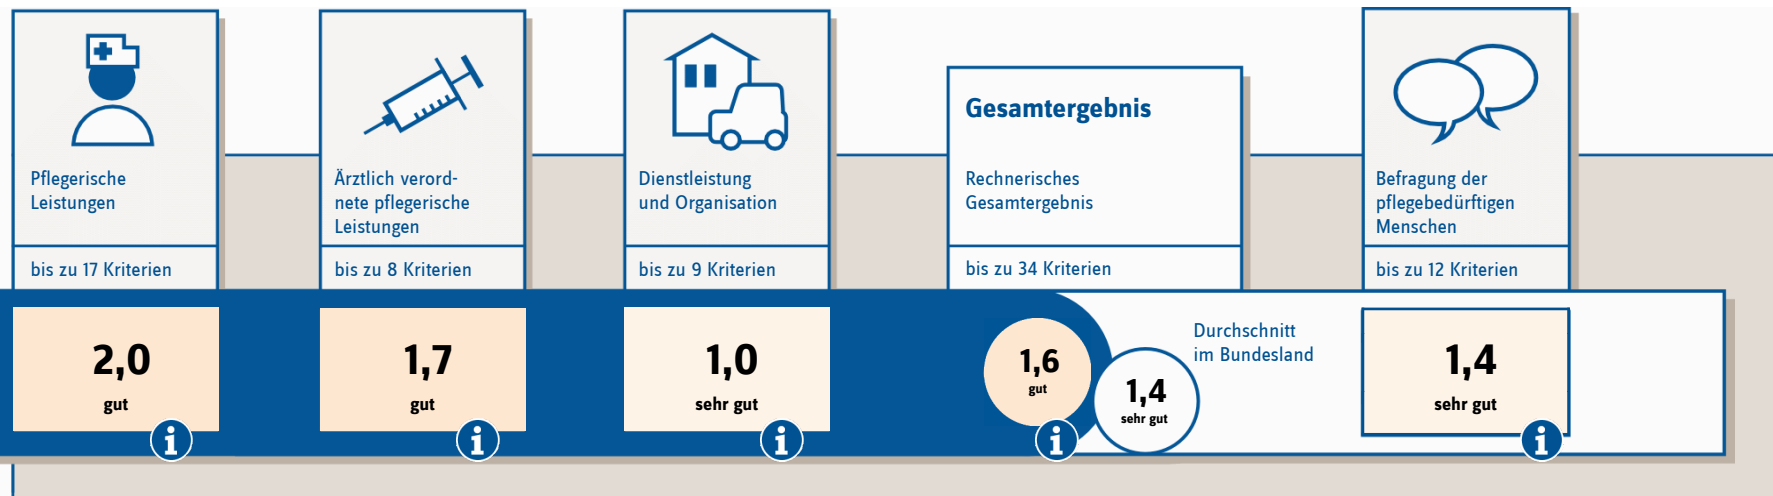 Pflegerische
Leistungen
bis zu 17 Kriterien
2,0
gut
i
Ärztlich verord-
nete pflegerische
Leistungen
bis zu 8 Kriterien
1,7
gut
i
Dienstleistung
und Organisation
bis zu 9 Kriterien
1,0
sehr gut
i
Gesamtergebnis
Rechnerisches
Gesamtergebnis
bis zu 34 Kriterien
1,6
gut
i
1,4
sehr gut
Durchschnitt
im Bundesland
Befragung der
pflegebedürftigen
Menschen
bis zu 12 Kriterien
1,4
sehr gut
i